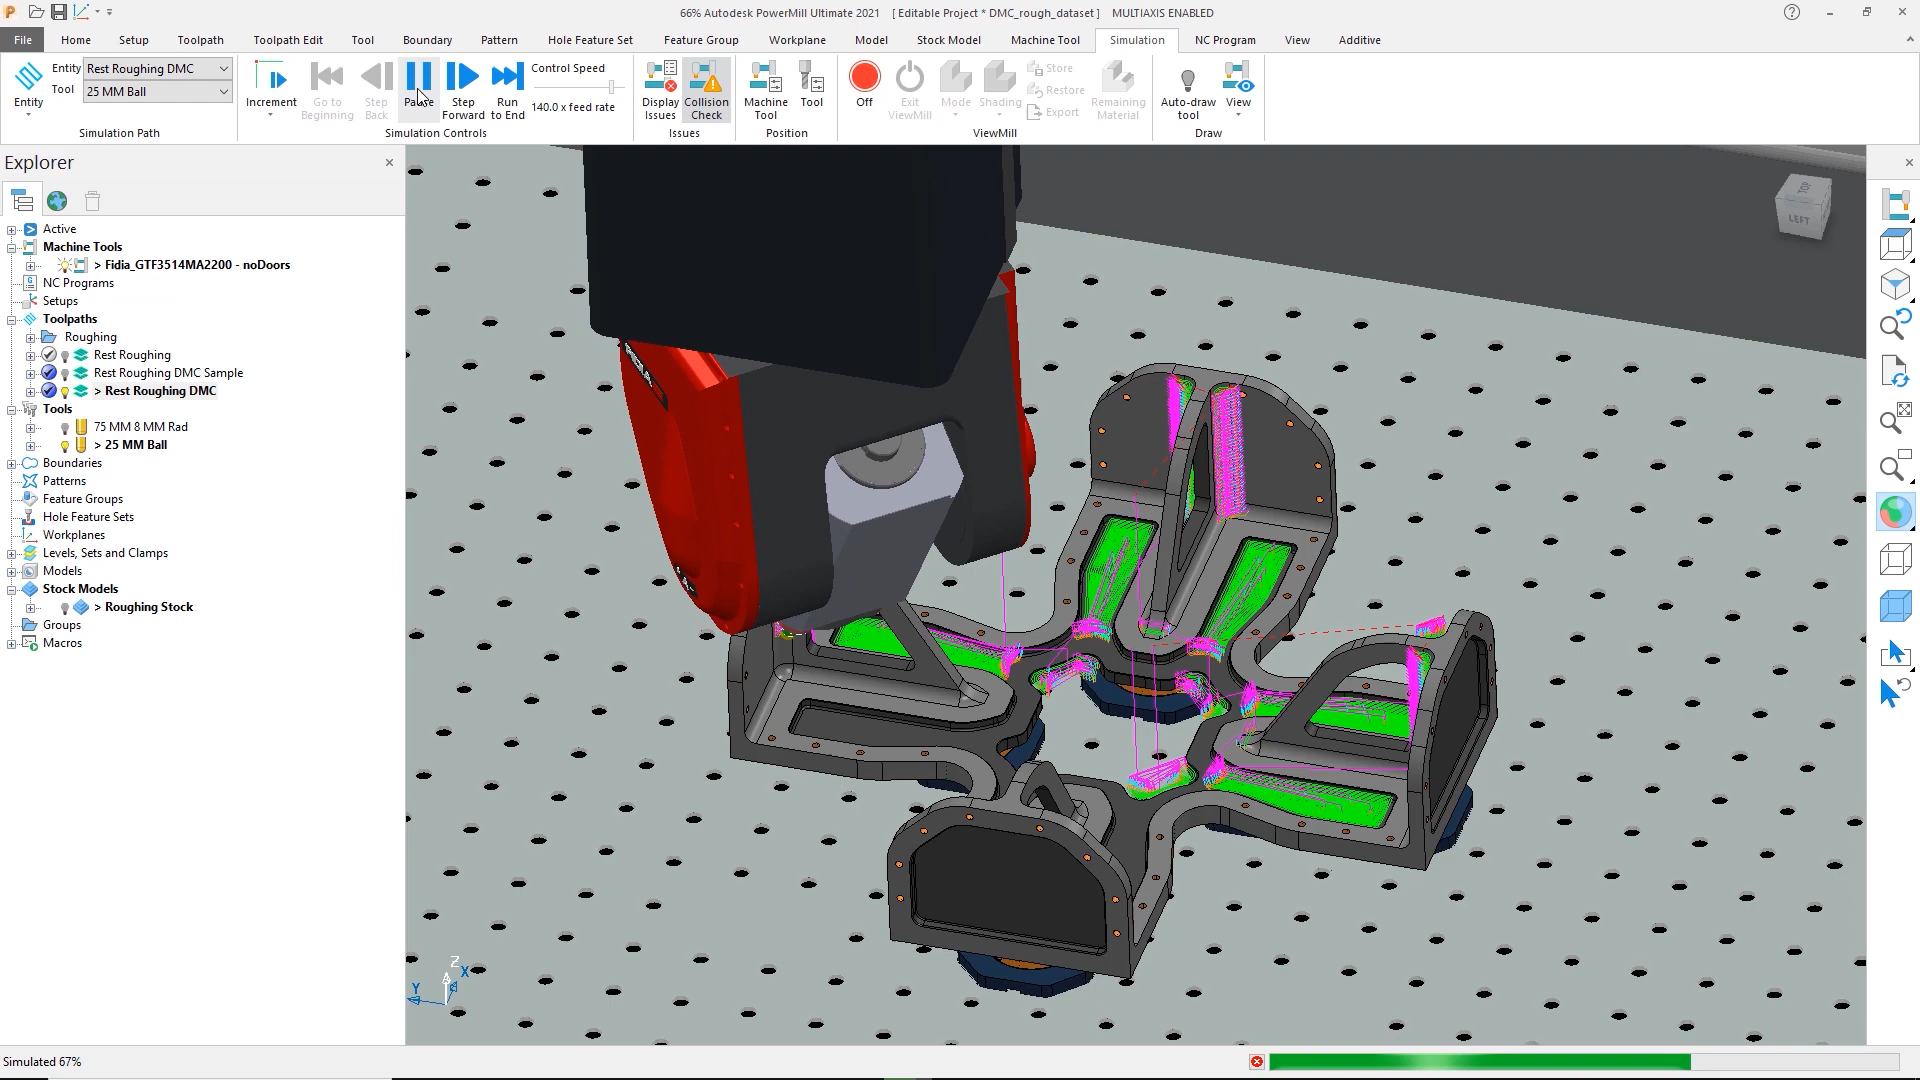 66% Autodesk PowerMill Ultimate 2021 [ Editable Project * DMC_rough_dataset ] MULTIAXIS ENABLED
File Home Setup Toolpath Toolpath Edit Tool Boundary Pattern Hole Feature Set Feature Group Workplane Model Stock Model Machine Tool Simulation NC Program View Additive
Entity
Entity Rest Roughing DMC
Tool 25 MM Ball
Simulation Path
Increment
Go to Beginning
Step Back
Pause
Step Forward
Run to End
Control Speed
140.0 x feed rate
Simulation Controls
Display Issues
Collision Check
Issues
Machine Tool
Tool
Position
Off
Exit ViewMill
Mode
Shading
Store
Restore
Export
Remaining Material
ViewMill
Auto-draw tool
View
Draw
Explorer
Active
Machine Tools
> Fidia_GTF3514MA2200 - noDoors
NC Programs
Setups
Toolpaths
Roughing
Rest Roughing
Rest Roughing DMC Sample
> Rest Roughing DMC
Tools
75 MM 8 MM Rad
> 25 MM Ball
Boundaries
Patterns
Feature Groups
Hole Feature Sets
Workplanes
Levels, Sets and Clamps
Models
Stock Models
> Roughing Stock
Groups
Macros
TOP
LEFT
Z
X
Y
Simulated 67%